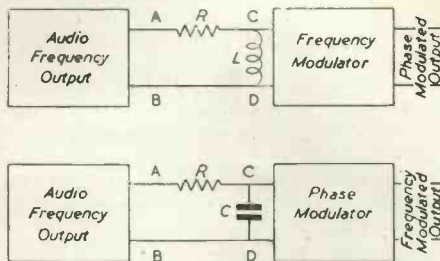 Audio
Frequency
Output
A
R
C
L
B
D
Frequency
Modulator
Phase
Modulated
Output
Audio
Frequency
Output
A
R
C
C
B
D
Phase
Modulator
Frequency
Modulated
Output